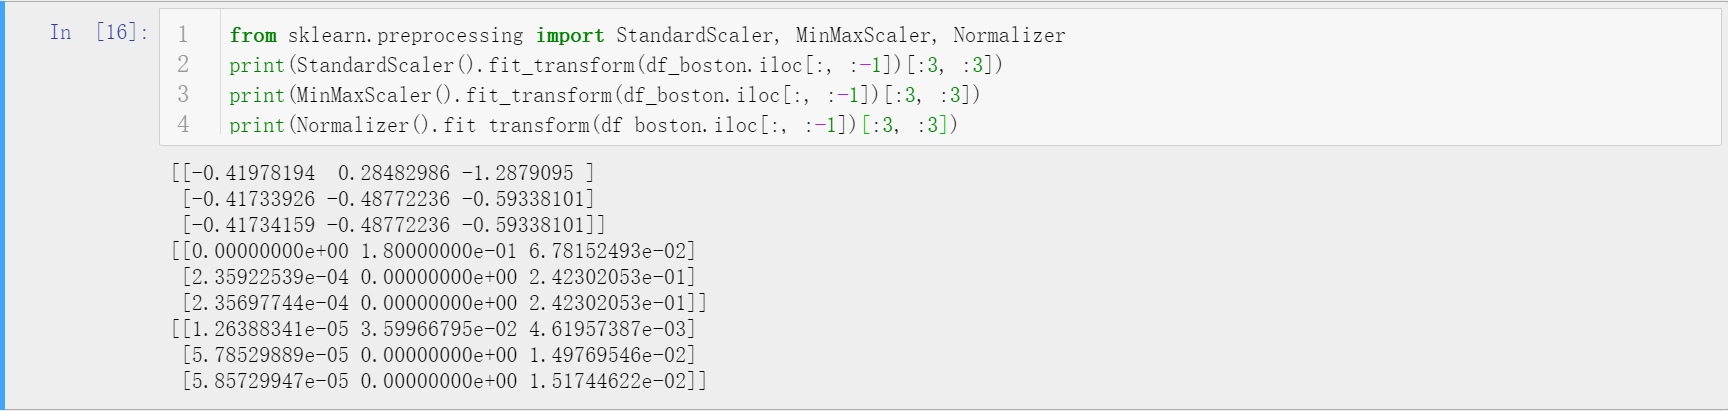 In [16]:
1 from sklearn.preprocessing import StandardScaler, MinMaxScaler, Normalizer
2 print(StandardScaler().fit_transform(df_boston.iloc[:, :-1])[:3, :3])
3 print(MinMaxScaler().fit_transform(df_boston.iloc[:, :-1])[:3, :3])
4 print(Normalizer().fit transform(df boston.iloc[:, :-1])[:3, :3])
[[-0.41978194  0.28482986 -1.2879095 ]
 [-0.41733926 -0.48772236 -0.59338101]
 [-0.41734159 -0.48772236 -0.59338101]]
[[0.00000000e+00 1.80000000e-01 6.78152493e-02]
 [2.35922539e-04 0.00000000e+00 2.42302053e-01]
 [2.35697744e-04 0.00000000e+00 2.42302053e-01]]
[[1.26388341e-05 3.59966795e-02 4.61957387e-03]
 [5.78529889e-05 0.00000000e+00 1.49769546e-02]
 [5.85729947e-05 0.00000000e+00 1.51744622e-02]]